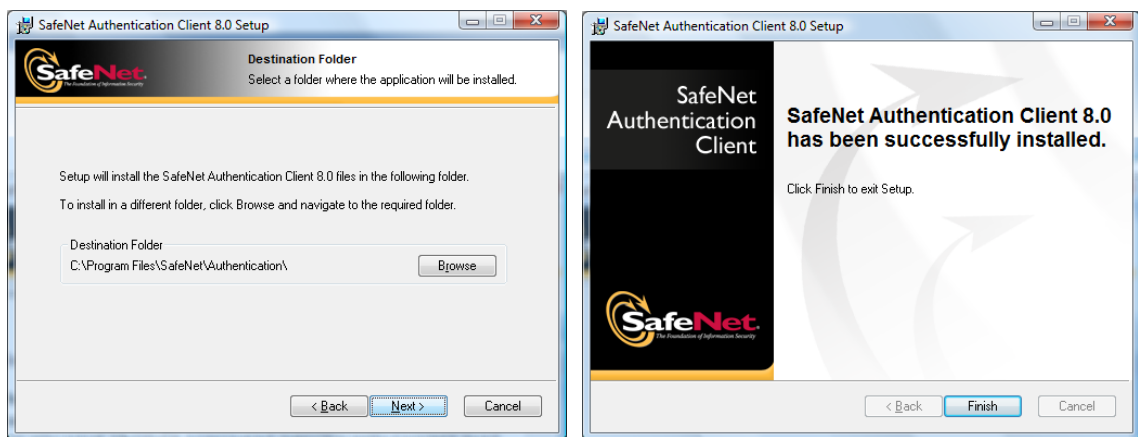 SafeNet Authentication Client 8.0 Setup
Destination Folder
Select a folder where the application will be installed.
SafeNet.
The Foundation of Information Security
Setup will install the SafeNet Authentication Client 8.0 files in the following folder.
To install in a different folder, click Browse and navigate to the required folder.
Destination Folder
C:\Program Files\SafeNet\Authentication\
Browse
< Back
Next >
Cancel
SafeNet Authentication Client 8.0 Setup
SafeNet
Authentication
Client
SafeNet Authentication Client 8.0
has been successfully installed.
Click Finish to exit Setup.
SafeNet.
The Foundation of Information Security
< Back
Finish
Cancel